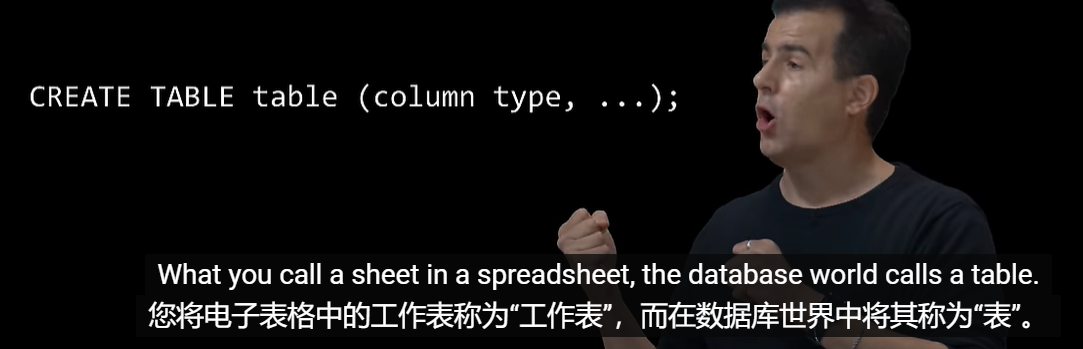 CREATE TABLE table (column type, ...);
What you call a sheet in a spreadsheet, the database world calls a table.
您将电子表格中的工作表称为“工作表”，而在数据库世界中将其称为“表”。